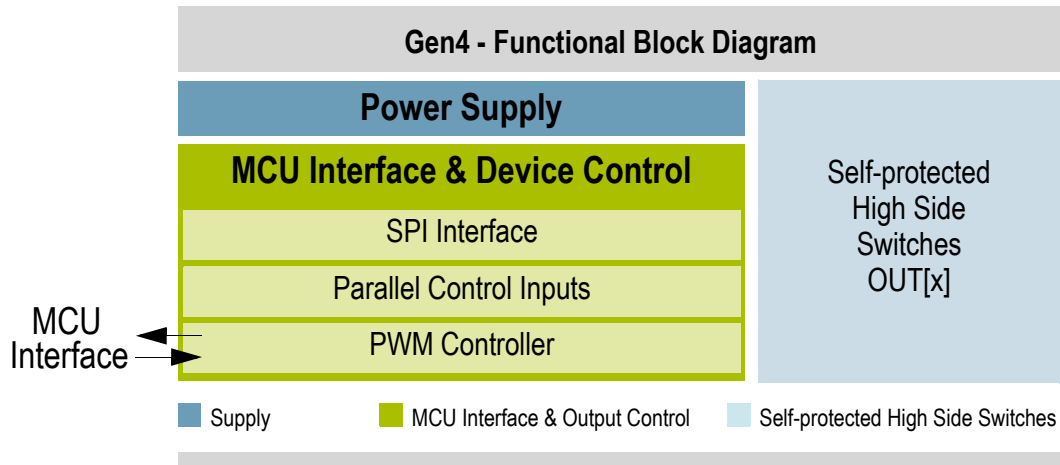 Gen4 - Functional Block Diagram
Power Supply
MCU Interface & Device Control
SPI Interface
Parallel Control Inputs
PWM Controller
Self-protected
High Side
Switches
OUT[x]
MCU
Interface
Supply
MCU Interface & Output Control
Self-protected High Side Switches